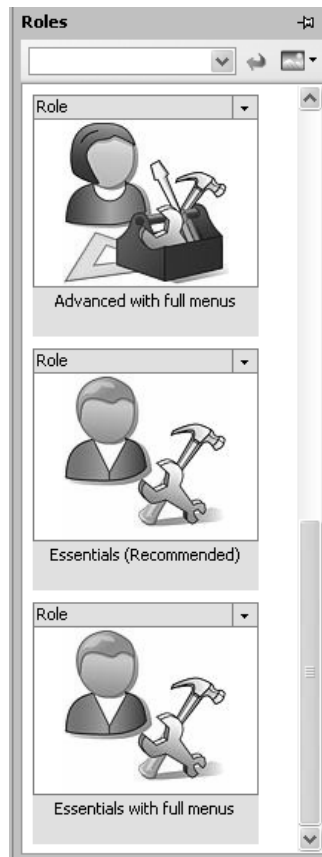 Roles
Role
Advanced with full menus
Role
Essentials (Recommended)
Role
Essentials with full menus